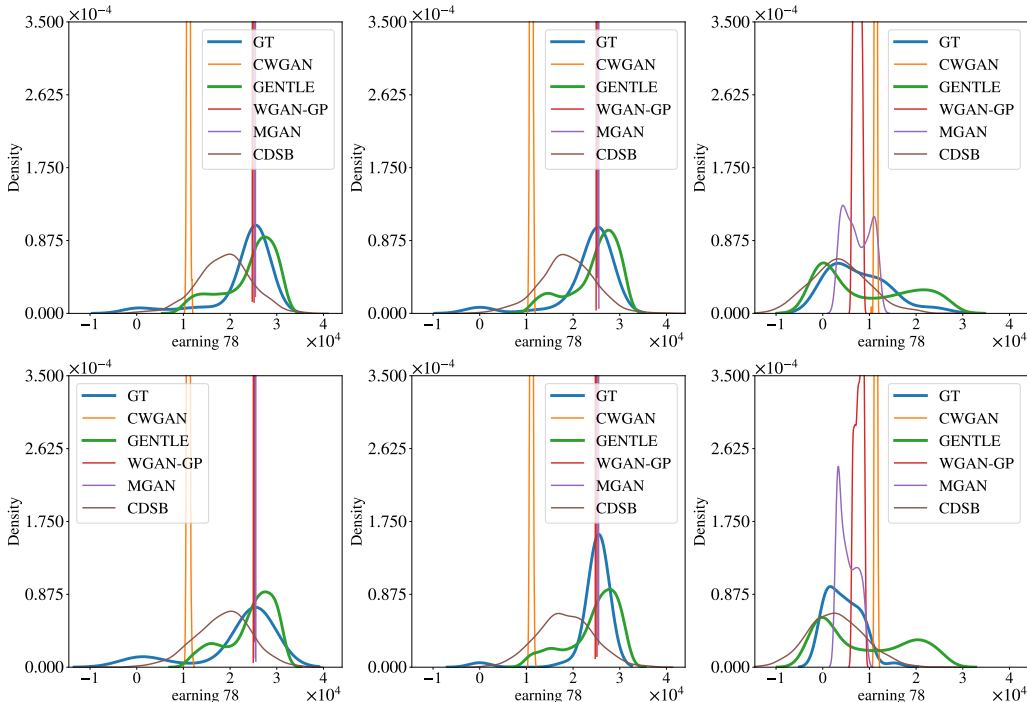 ×10⁻⁴
3.500
2.625
1.750
0.875
0.000
Density
GT
CWGAN
GENTLE
WGAN-GP
MGAN
CDSB
−1 0 1 2 3 4
earning 78
×10⁴
×10⁻⁴
3.500
2.625
1.750
0.875
0.000
Density
GT
CWGAN
GENTLE
WGAN-GP
MGAN
CDSB
−1 0 1 2 3 4
earning 78
×10⁴
×10⁻⁴
3.500
2.625
1.750
0.875
0.000
Density
GT
CWGAN
GENTLE
WGAN-GP
MGAN
CDSB
−1 0 1 2 3 4
earning 78
×10⁴
×10⁻⁴
3.500
2.625
1.750
0.875
0.000
Density
GT
CWGAN
GENTLE
WGAN-GP
MGAN
CDSB
−1 0 1 2 3 4
earning 78
×10⁴
×10⁻⁴
3.500
2.625
1.750
0.875
0.000
Density
GT
CWGAN
GENTLE
WGAN-GP
MGAN
CDSB
−1 0 1 2 3 4
earning 78
×10⁴
×10⁻⁴
3.500
2.625
1.750
0.875
0.000
Density
GT
CWGAN
GENTLE
WGAN-GP
MGAN
CDSB
−1 0 1 2 3 4
earning 78
×10⁴